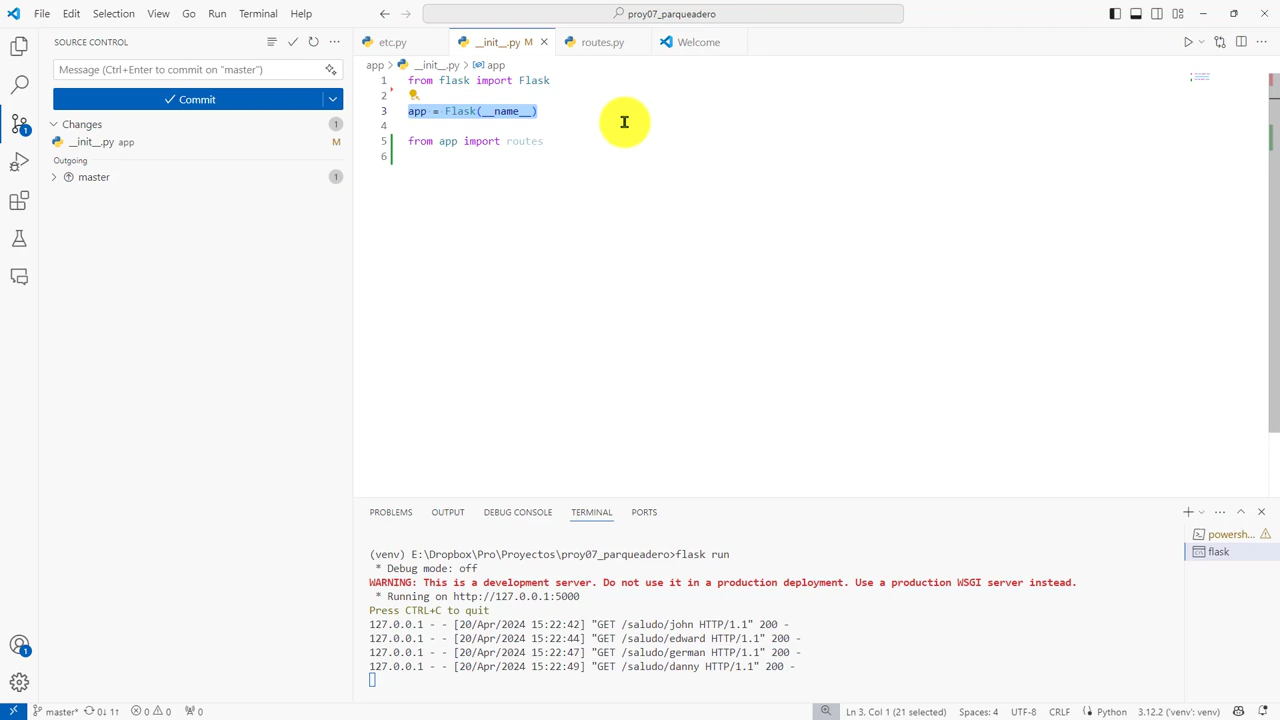 File Edit Selection View Go Run Terminal Help
proy07_parqueadero
SOURCE CONTROL
Message (Ctrl+Enter to commit on "master")
Commit
Changes 1
__init__.py app M
Outgoing
master 1
etc.py __init__.py M routes.py Welcome
app > __init__.py > app
1 from flask import Flask
2
3 app = Flask(__name__)
4
5 from app import routes
6
PROBLEMS OUTPUT DEBUG CONSOLE TERMINAL PORTS
powersh...
flask
(venv) E:\Dropbox\Pro\Proyectos\proy07_parqueadero>flask run
* Debug mode: off
WARNING: This is a development server. Do not use it in a production deployment. Use a production WSGI server instead.
* Running on http://127.0.0.1:5000
Press CTRL+C to quit
127.0.0.1 - - [20/Apr/2024 15:22:42] "GET /saludo/john HTTP/1.1" 200 -
127.0.0.1 - - [20/Apr/2024 15:22:44] "GET /saludo/edward HTTP/1.1" 200 -
127.0.0.1 - - [20/Apr/2024 15:22:47] "GET /saludo/german HTTP/1.1" 200 -
127.0.0.1 - - [20/Apr/2024 15:22:49] "GET /saludo/danny HTTP/1.1" 200 -
1
1
master* 0↓ 1↑ 0 0 0 Ln 3, Col 1 (21 selected) Spaces: 4 UTF-8 CRLF Python 3.12.2 ('venv': venv)